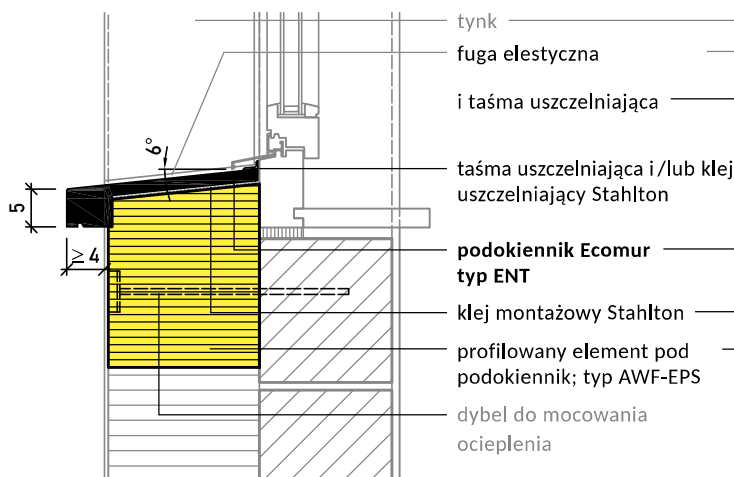 tynk
fuga elestyczna
i taśma uszczelniająca
6°
taśma uszczelniająca i/lub klej
uszczelniający Stahlton
5
≥4
podokiennik Ecomur
typ ENT
klej montażowy Stahlton
profilowany element pod
podokiennik; typ AWF-EPS
dybel do mocowania
ocieplenia